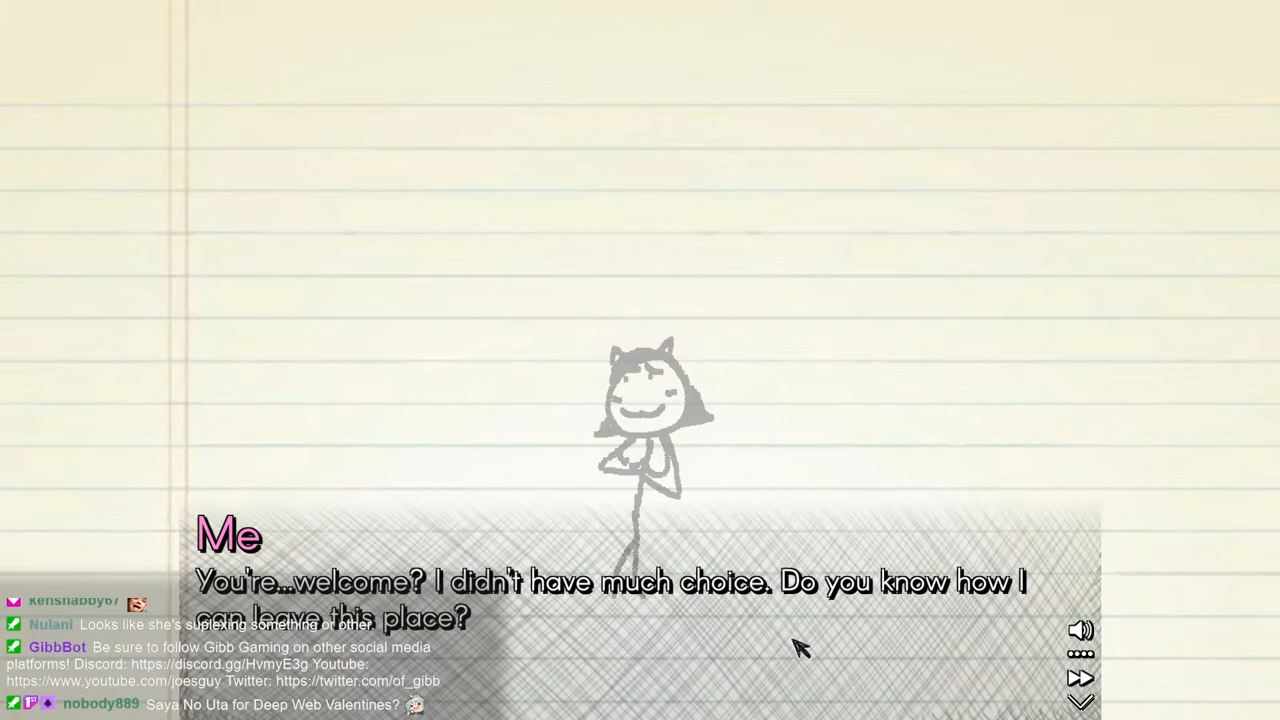 Me
You're...welcome? I didn't have much choice. Do you know how I
can leave this place?
kenshabby67
Nulani Looks like she's suplexing something or other.
GibbBot Be sure to follow Gibb Gaming on other social media
platforms! Discord: https://discord.gg/HvmyE3g Youtube:
https://www.youtube.com/joesguy Twitter: https://twitter.com/of_gibb
nobody889 Saya No Uta for Deep Web Valentines?